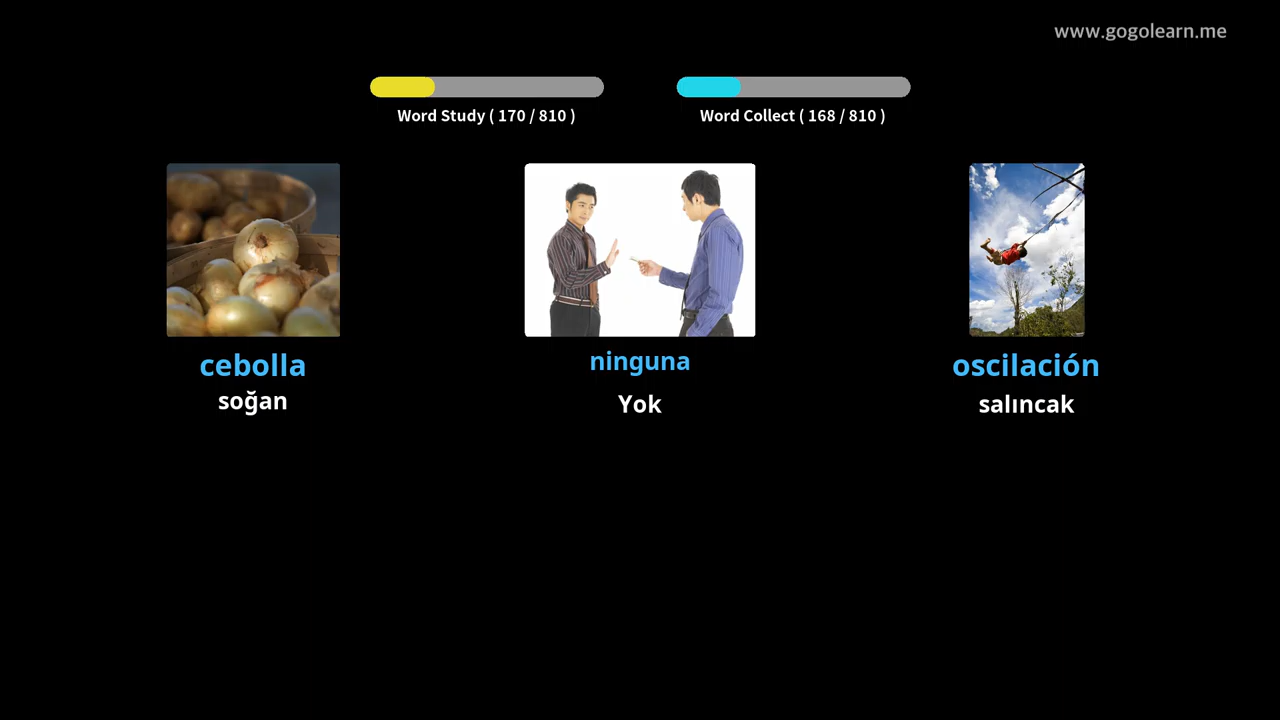 www.gogolearn.me
Word Study ( 170 / 810 )
Word Collect ( 168 / 810 )
cebolla
soğan
ninguna
Yok
oscilación
salıncak